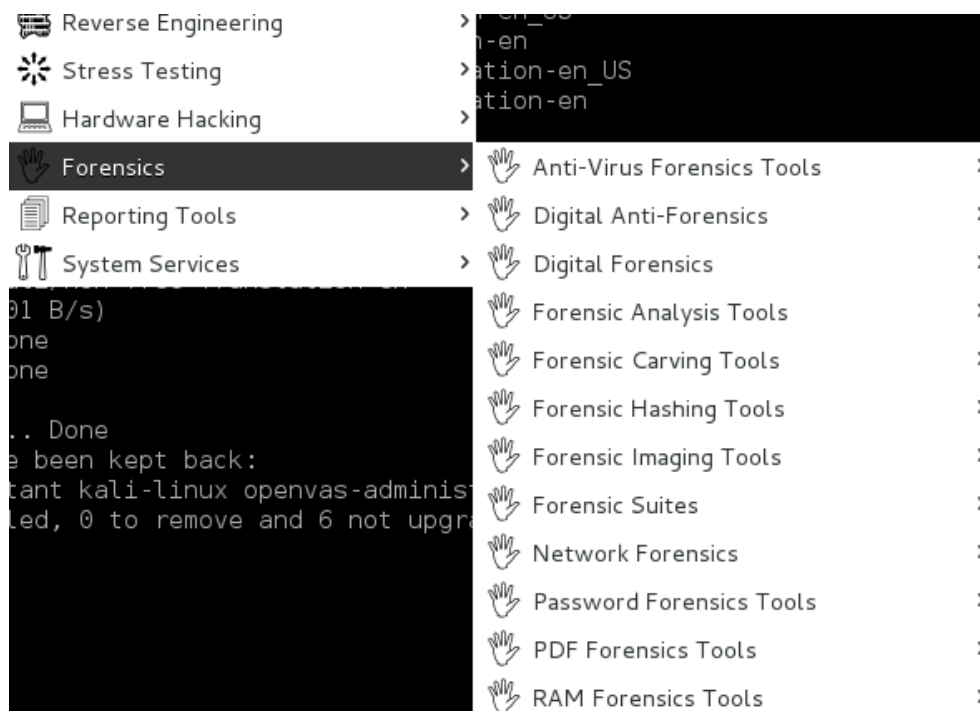 Reverse Engineering
Stress Testing
Hardware Hacking
Forensics
Reporting Tools
System Services
n-en
ation-en_US
ation-en
Anti-Virus Forensics Tools
Digital Anti-Forensics
Digital Forensics
Forensic Analysis Tools
Forensic Carving Tools
Forensic Hashing Tools
Forensic Imaging Tools
Forensic Suites
Network Forensics
Password Forensics Tools
PDF Forensics Tools
RAM Forensics Tools
01 B/s)
one
one
.. Done
e been kept back:
tant kali-linux openvas-administ
led, 0 to remove and 6 not upgra